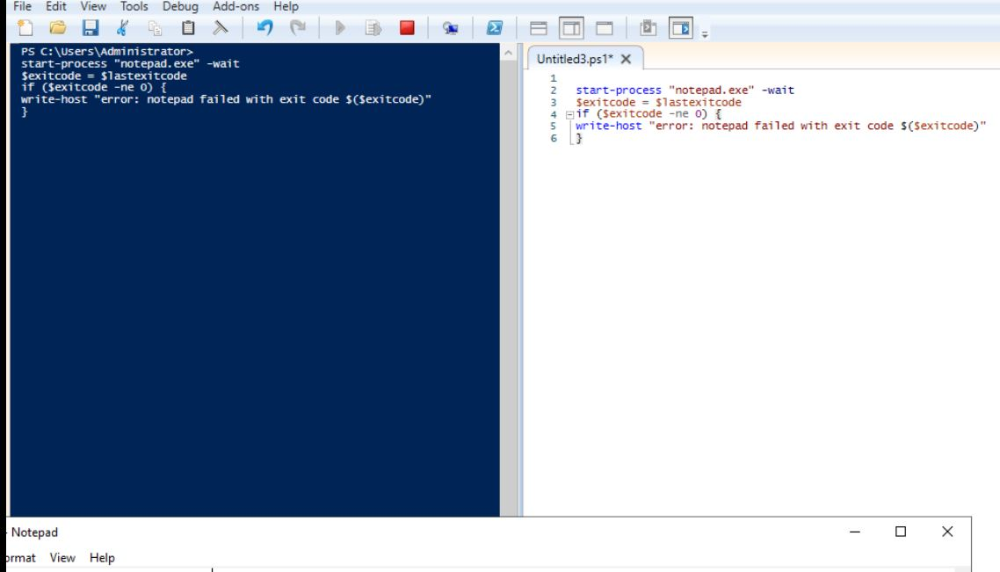 File Edit View Tools Debug Add-ons Help
PS C:\Users\Administrator>
start-process "notepad.exe" -wait
$exitcode = $lastexitcode
if ($exitcode -ne 0) {
write-host "error: notepad failed with exit code $($exitcode)"
}
Untitled3.ps1* X
1
2 start-process "notepad.exe" -wait
3 $exitcode = $lastexitcode
4 if ($exitcode -ne 0) {
5 write-host "error: notepad failed with exit code $($exitcode)"
6 }
- Notepad
ormat View Help